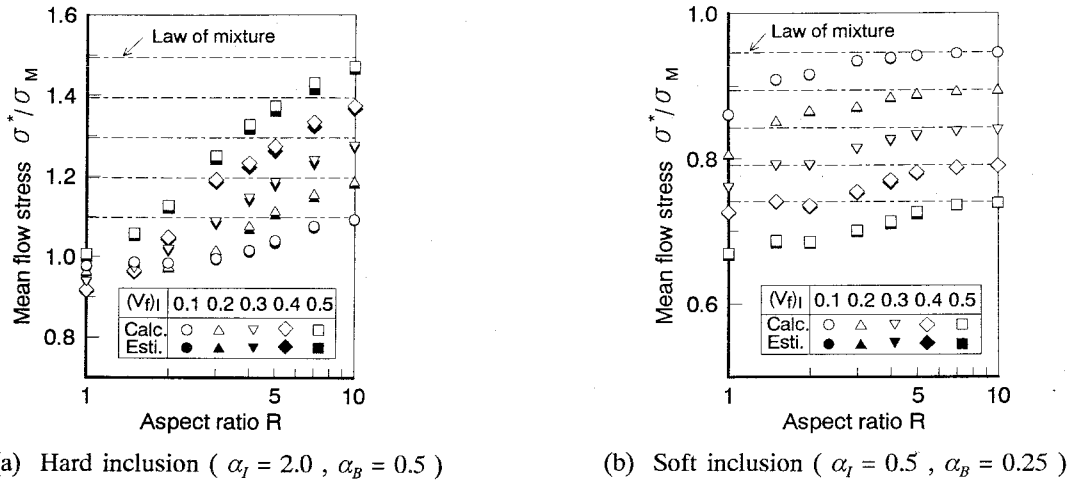 Mean flow stress σ*/σM
1.6
1.4
1.2
1.0
0.8
Law of mixture
(Vf)I 0.1 0.2 0.3 0.4 0.5
Calc.
Esti.
1 5 10
Aspect ratio R
(a) Hard inclusion ( αI = 2.0 , αB = 0.5 )
Mean flow stress σ*/σM
1.0
0.8
0.6
Law of mixture
(Vf)I 0.1 0.2 0.3 0.4 0.5
Calc.
Esti.
1 5 10
Aspect ratio R
(b) Soft inclusion ( αI = 0.5 , αB = 0.25 )